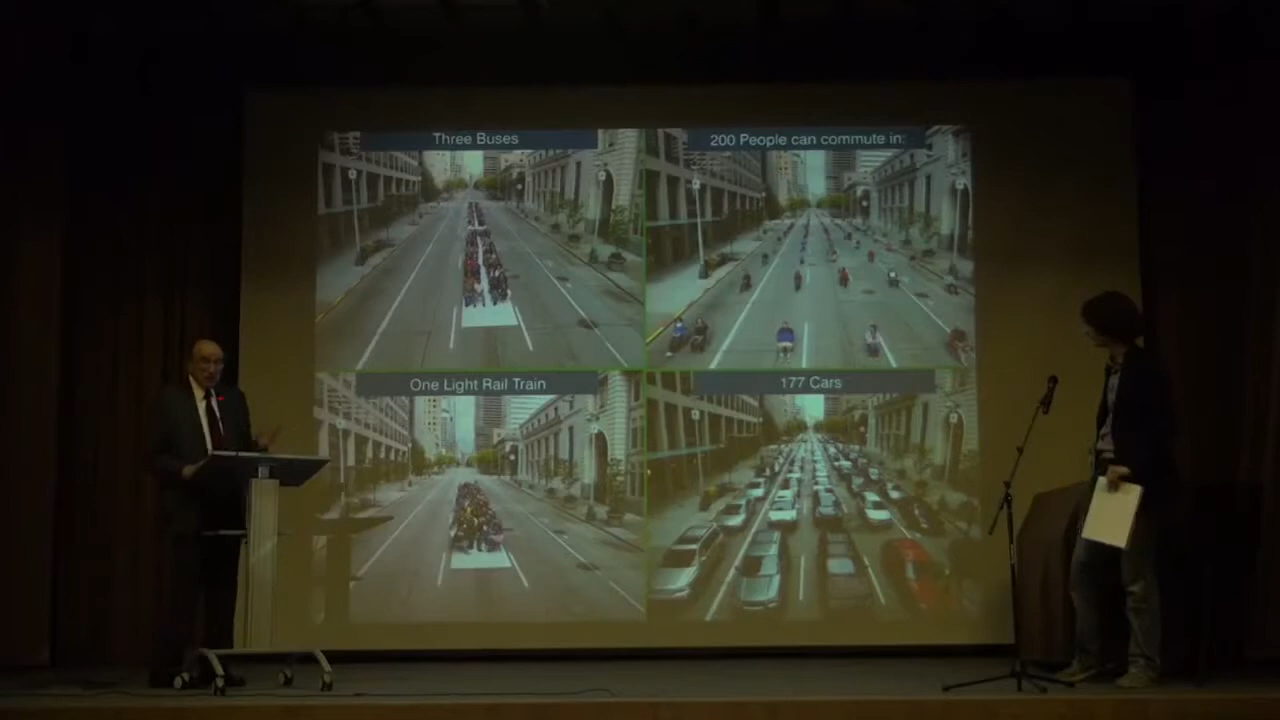 Three Buses
200 People can commute in:
One Light Rail Train
177 Cars